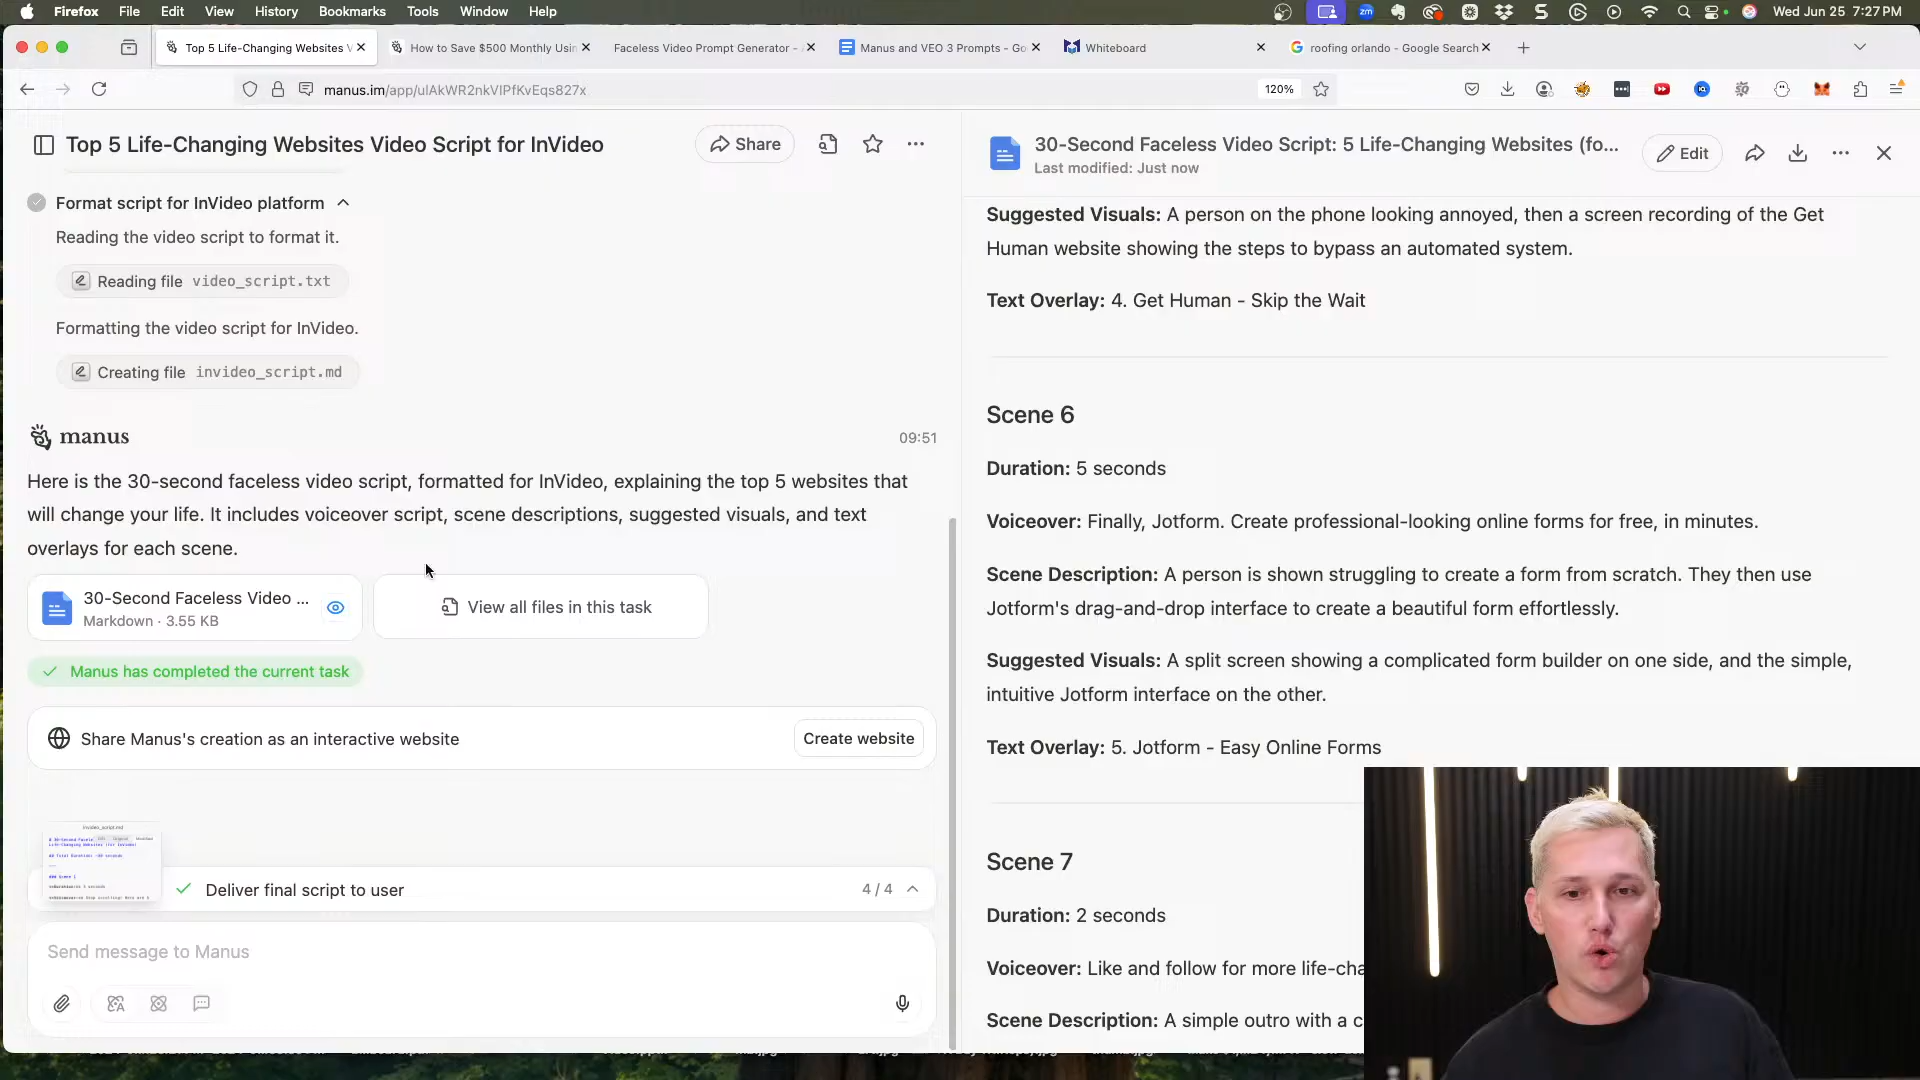 Firefox File Edit View History Bookmarks Tools Window Help
Wed Jun 25 7:27 PM
Top 5 Life-Changing Websites V
How to Save $500 Monthly Usin
Faceless Video Prompt Generator -
Manus and VEO 3 Prompts - Go
Whiteboard
roofing orlando - Google Search
manus.im/app/ulAkWR2nkVIPfKvEqs827x
120%
Top 5 Life-Changing Websites Video Script for InVideo
Share
Format script for InVideo platform
Reading the video script to format it.
Reading file video_script.txt
Formatting the video script for InVideo.
Creating file invideo_script.md
manus
09:51
Here is the 30-second faceless video script, formatted for InVideo, explaining the top 5 websites that
will change your life. It includes voiceover script, scene descriptions, suggested visuals, and text
overlays for each scene.
30-Second Faceless Video ...
Markdown · 3.55 KB
View all files in this task
Manus has completed the current task
Share Manus's creation as an interactive website
Create website
Deliver final script to user
4 / 4
Send message to Manus
30-Second Faceless Video Script: 5 Life-Changing Websites (fo...
Last modified: Just now
Edit
Suggested Visuals: A person on the phone looking annoyed, then a screen recording of the Get
Human website showing the steps to bypass an automated system.
Text Overlay: 4. Get Human - Skip the Wait
Scene 6
Duration: 5 seconds
Voiceover: Finally, Jotform. Create professional-looking online forms for free, in minutes.
Scene Description: A person is shown struggling to create a form from scratch. They then use
Jotform's drag-and-drop interface to create a beautiful form effortlessly.
Suggested Visuals: A split screen showing a complicated form builder on one side, and the simple,
intuitive Jotform interface on the other.
Text Overlay: 5. Jotform - Easy Online Forms
Scene 7
Duration: 2 seconds
Voiceover: Like and follow for more life-cha
Scene Description: A simple outro with a c